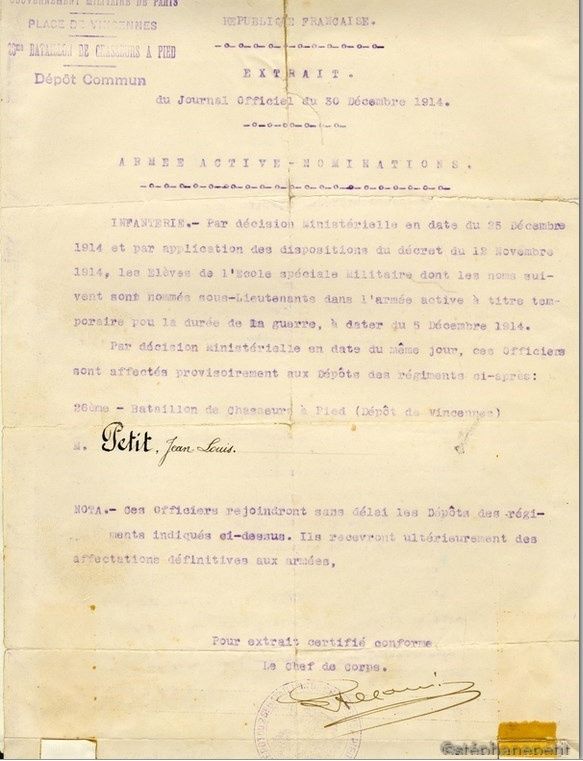 GOUVERNEMENT MILITAIRE DE PARIS
PLACE DE VINCENNES
BATAILLON DE CHASSEURS A PIED
Dépôt Commun
REPUBLIQUE FRANCAISE.
EXTRAIT.
du Journal Officiel du 30 Décembre 1914.
ARMEE ACTIVE - NOMINATIONS.
INFANTERIE.- Par décision Ministérielle en date du 25 Décembre
1914 et par application des dispositions du décret du 12 Novembre
1914, les Elèves de l'Ecole spéciale Militaire dont les noms sui-
vent sont nommés sous-Lieutenants dans l'armée active à titre tem-
poraire pou la durée de la guerre, à dater du 5 Décembre 1914.
Par décision Ministérielle en date du même jour, ces Officiers
sont affectés provisoirement aux Dépôts des régiments ci-après:
26ème - Bataillon de Chasseurs à Pied (Dépôt de Vincennes)
M. Petit, Jean Louis.
NOTA.- Ces Officiers rejoindront sans délai les Dépôts des régi-
ments indiqués ci-dessus. Ils recevront ultérieurement des
affectations définitives aux armées,
Pour extrait certifié conforme
Le Chef de Corps.
©stéphanepetit